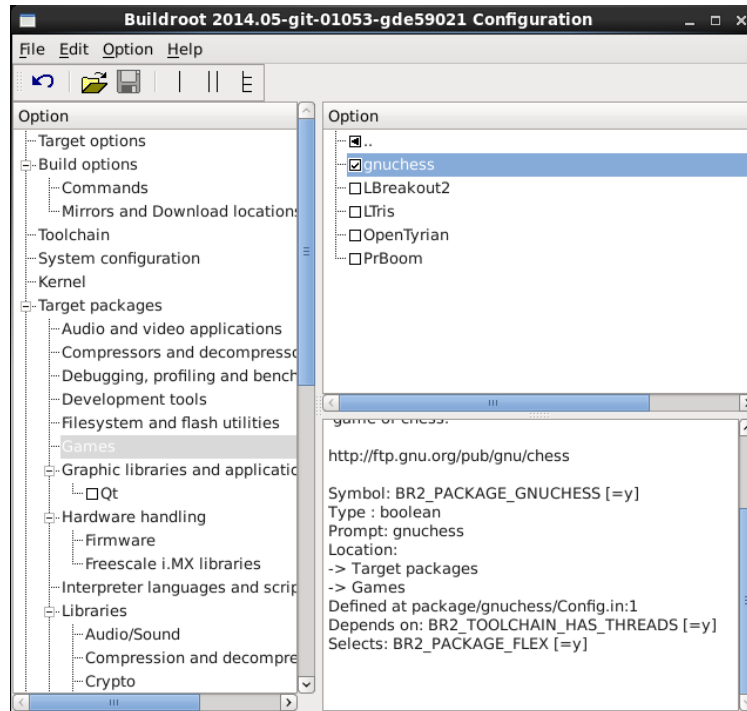 Buildroot 2014.05-git-01053-gde59021 Configuration
File Edit Option Help
Option
Target options
Build options
Commands
Mirrors and Download locations
Toolchain
System configuration
Kernel
Target packages
Audio and video applications
Compressors and decompresso
Debugging, profiling and bench
Development tools
Filesystem and flash utilities
Games
Graphic libraries and applicatio
Qt
Hardware handling
Firmware
Freescale i.MX libraries
Interpreter languages and scrip
Libraries
Audio/Sound
Compression and decompre
Crypto
Option
..
gnuchess
LBreakout2
LTris
OpenTyrian
PrBoom
game of chess.
http://ftp.gnu.org/pub/gnu/chess
Symbol: BR2_PACKAGE_GNUCHESS [=y]
Type : boolean
Prompt: gnuchess
Location:
-> Target packages
-> Games
Defined at package/gnuchess/Config.in:1
Depends on: BR2_TOOLCHAIN_HAS_THREADS [=y]
Selects: BR2_PACKAGE_FLEX [=y]